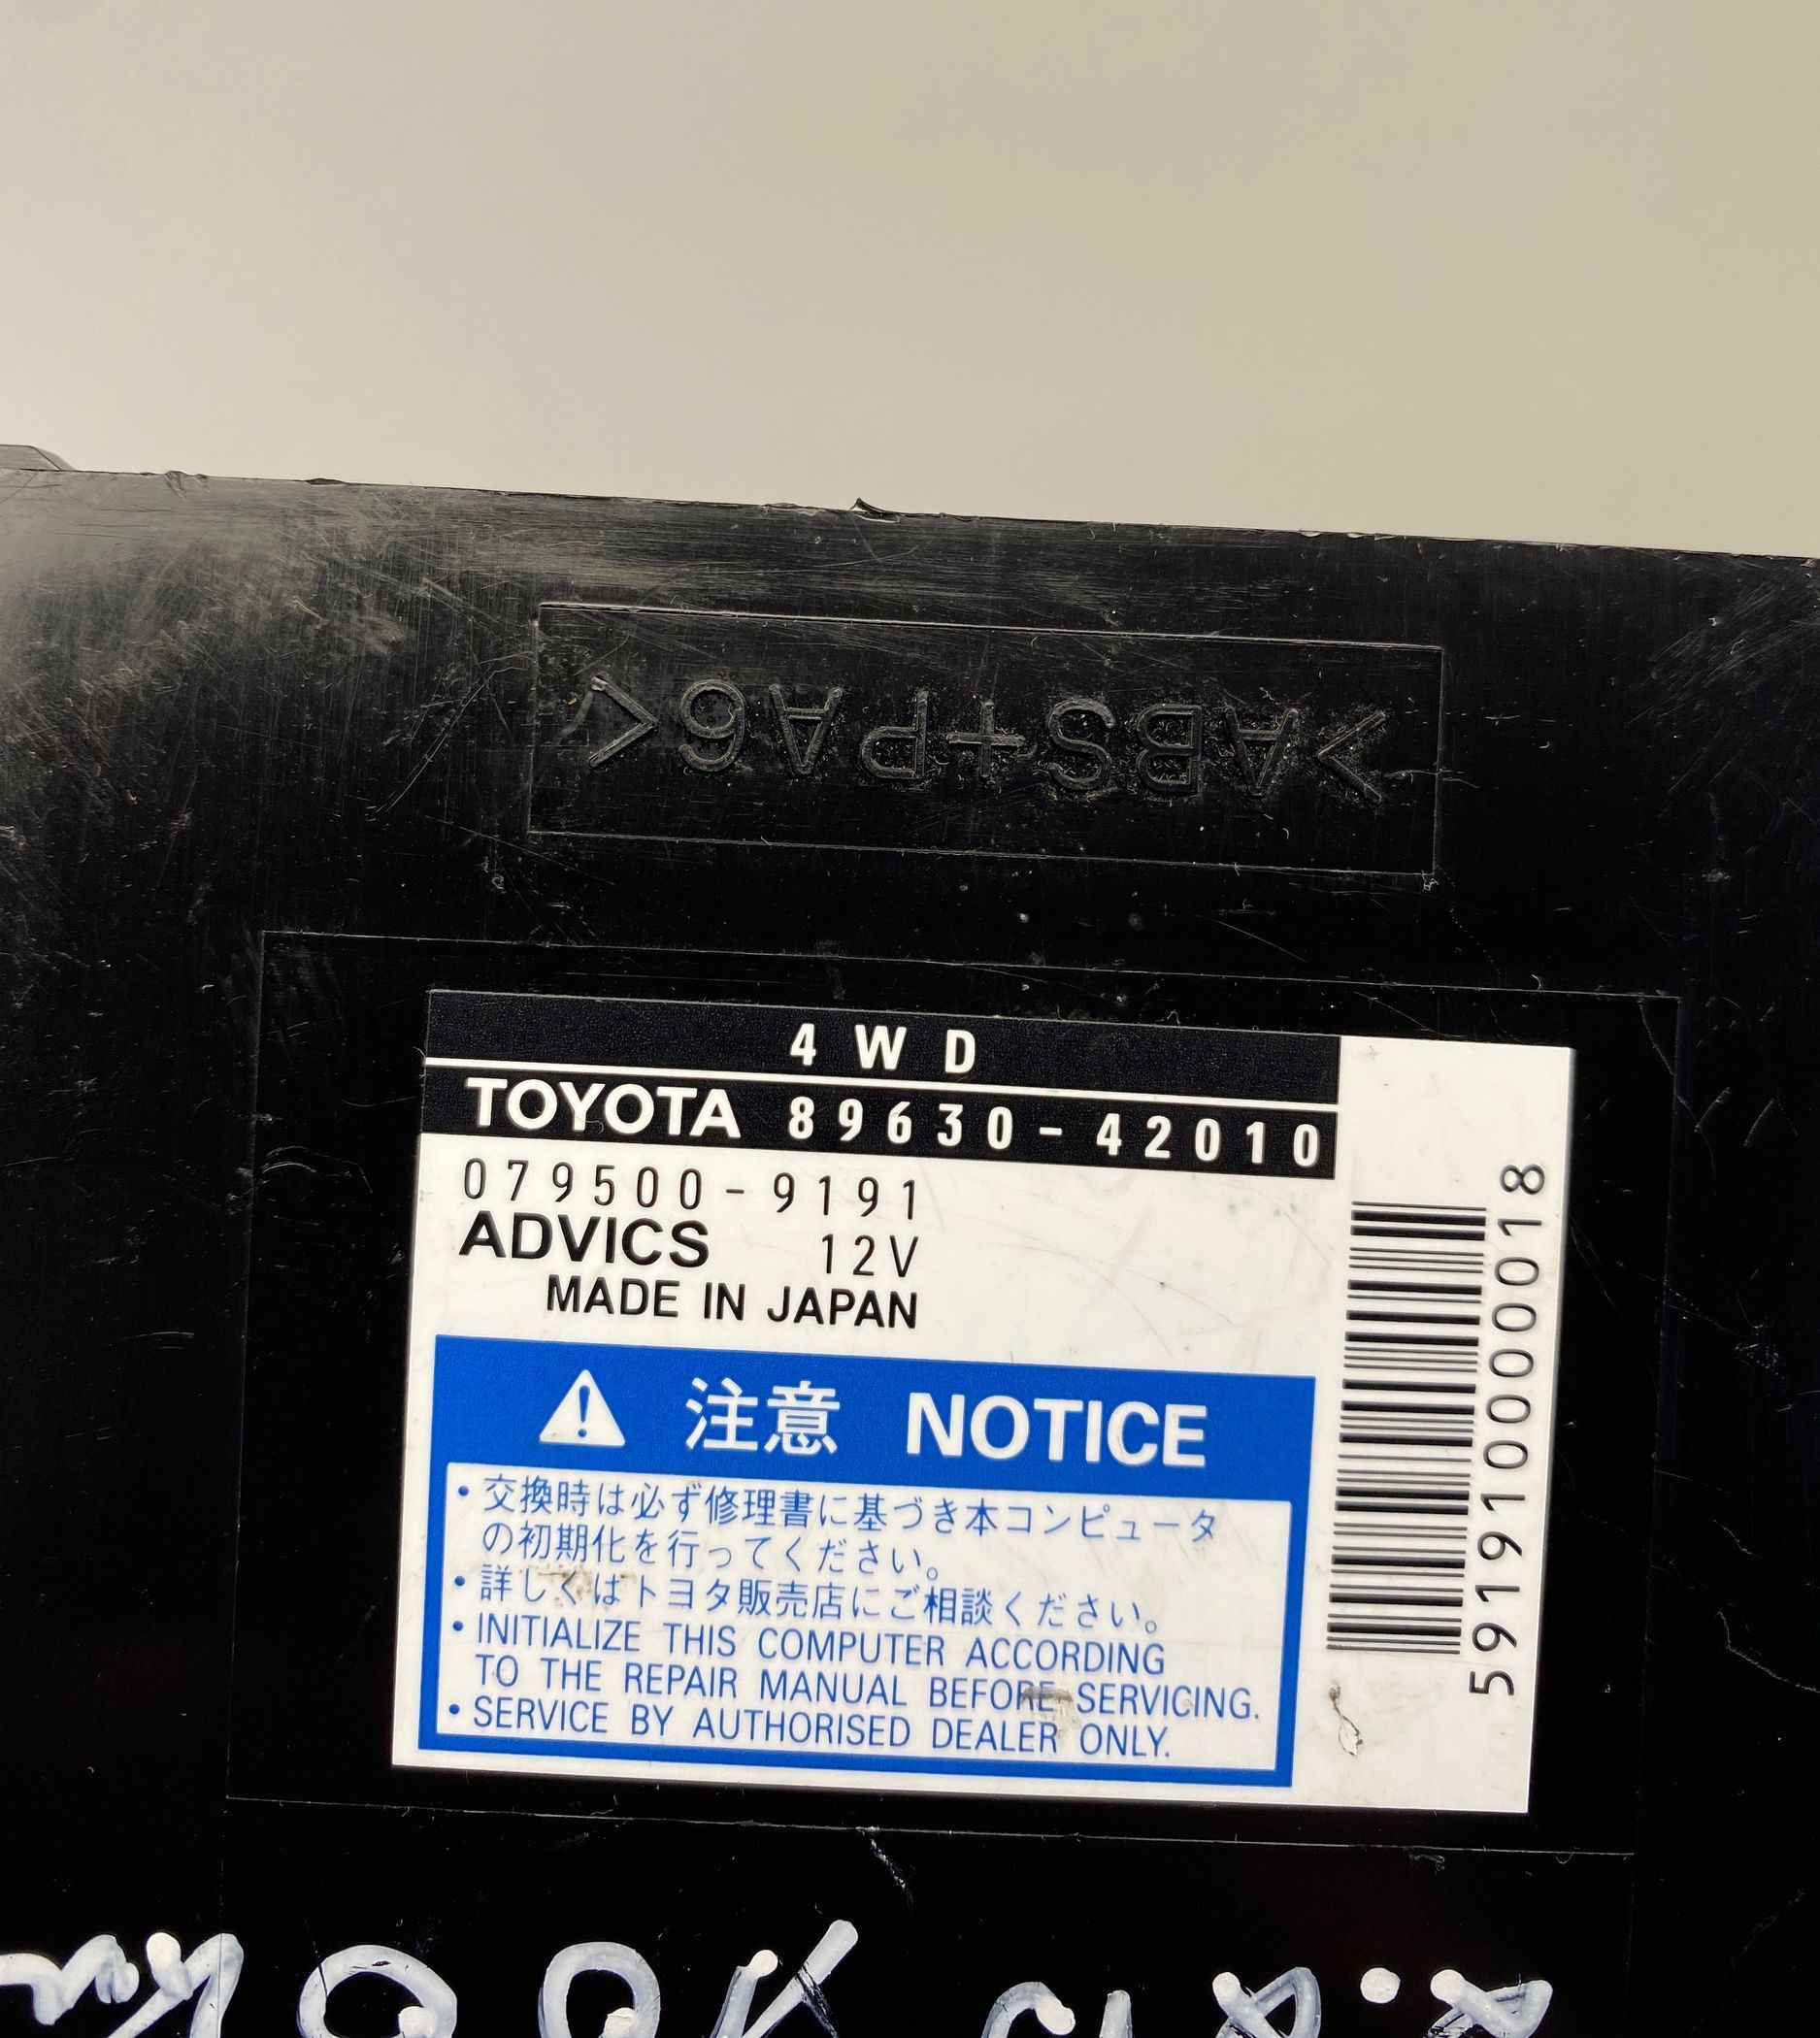 >ABS+PA6<
4WD
TOYOTA 89630-42010
079500-9191
ADVICS 12V
MADE IN JAPAN
注意 NOTICE
・交換時は必ず修理書に基づき本コンピュータ
の初期化を行ってください。
・詳しくはトヨタ販売店にご相談ください。
・INITIALIZE THIS COMPUTER ACCORDING
TO THE REPAIR MANUAL BEFORE SERVICING.
・SERVICE BY AUTHORISED DEALER ONLY.
591910000018